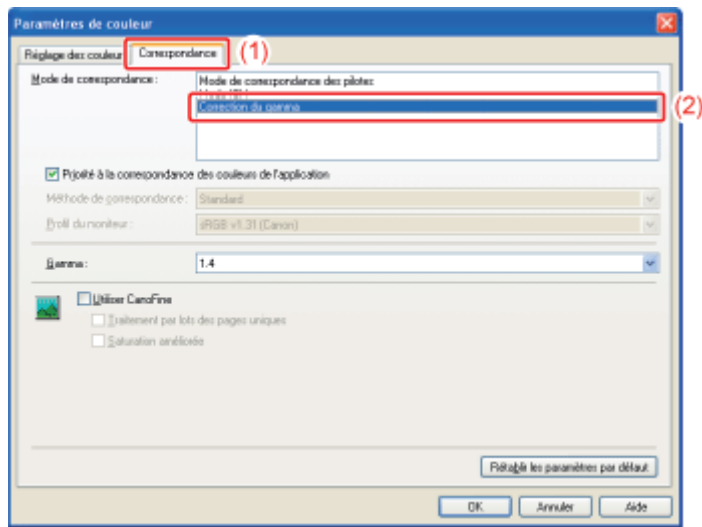 Paramètres de couleur
Réglage des couleur Correspondance (1)
Mode de correspondance : Mode de correspondance des pilotes
Correction du gamma (2)
Priorité à la correspondance des couleurs de l'application
Méthode de correspondance : Standard
Profil du moniteur : sRGB v1.31 (Canon)
Gamma : 1.4
Utiliser CanoFine
Traitement par lots des pages uniques
Saturation améliorée
Rétablir les paramètres par défaut
OK Annuler Aide